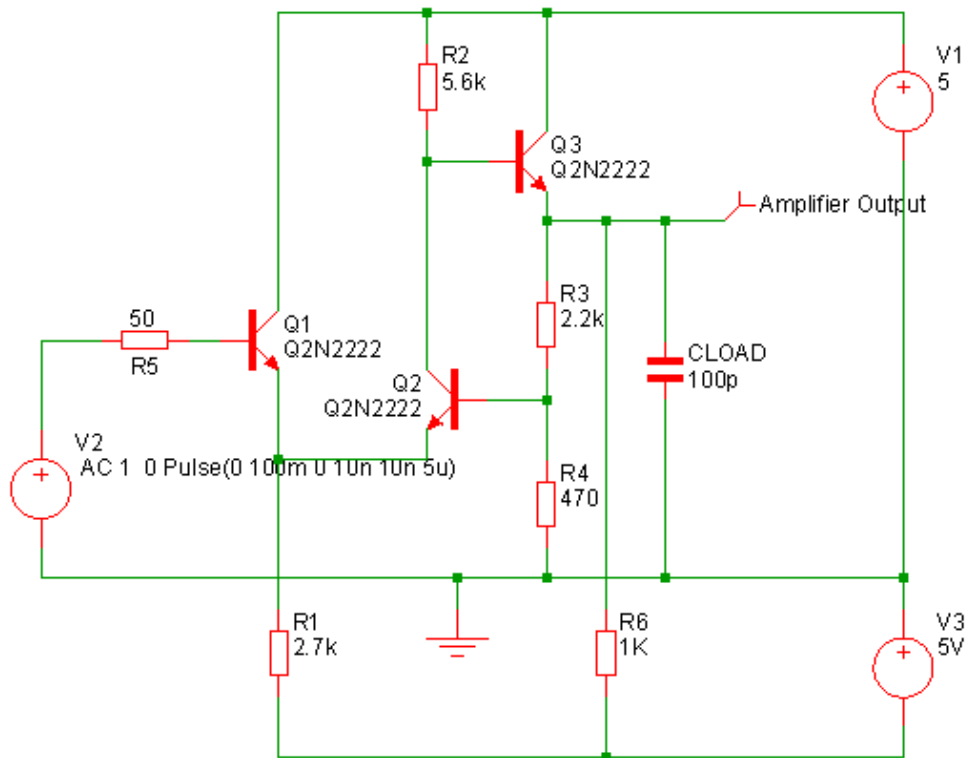 R2
5.6k
V1
5
Q3
Q2N2222
Amplifier Output
R3
2.2k
50
R5
Q1
Q2N2222
Q2
Q2N2222
CLOAD
100p
V2
AC 1 0 Pulse(0 100m 0 10n 10n 5u)
R4
470
R1
2.7k
R6
1K
V3
5V